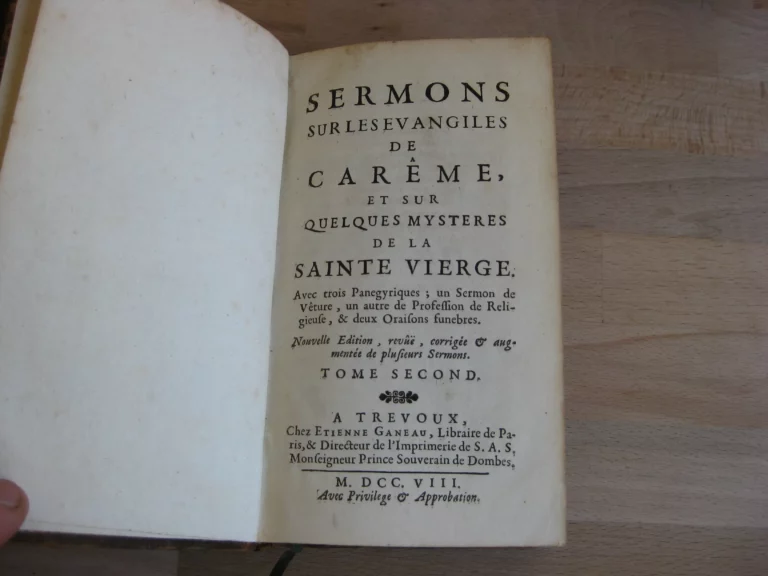 SERMONS
SUR LES EVANGILES
DE
CARÊME,
ET SUR
QUELQUES MYSTERES
DE LA
SAINTE VIERGE.
Avec trois Panegyriques ; un Sermon de
Vêture, un autre de Profeſſion de Reli-
gieuſe, & deux Oraiſons funebres.
Nouvelle Edition, revûë, corrigée & aug-
mentée de pluſieurs Sermons.
TOME SECOND.
A TREVOUX,
Chez ETIENNE GANEAU, Libraire de Pa-
ris, & Directeur de l'Imprimerie de S. A. S.
Monſeigneur Prince Souverain de Dombes,
M. DCC. VIII.
Avec Privilege & Approbation.